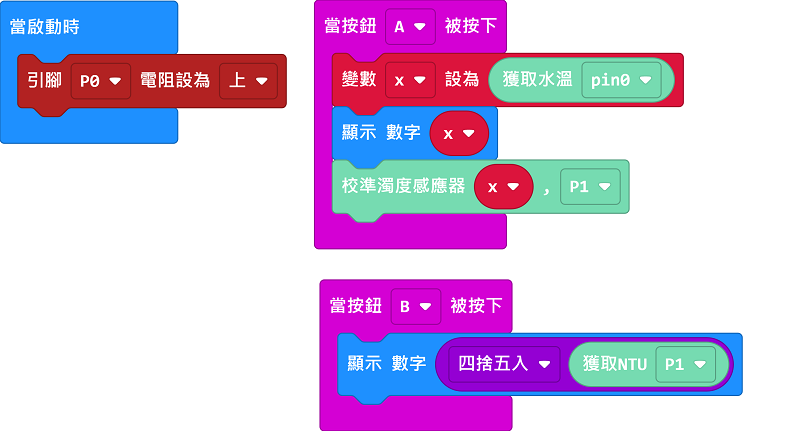 當啟動時
引腳 P0 電阻設為 上
當按鈕 A 被按下
變數 x 設為 獲取水溫 pin0
顯示 數字 x
校準濁度感應器 x , P1
當按鈕 B 被按下
顯示 數字 四捨五入 獲取NTU P1